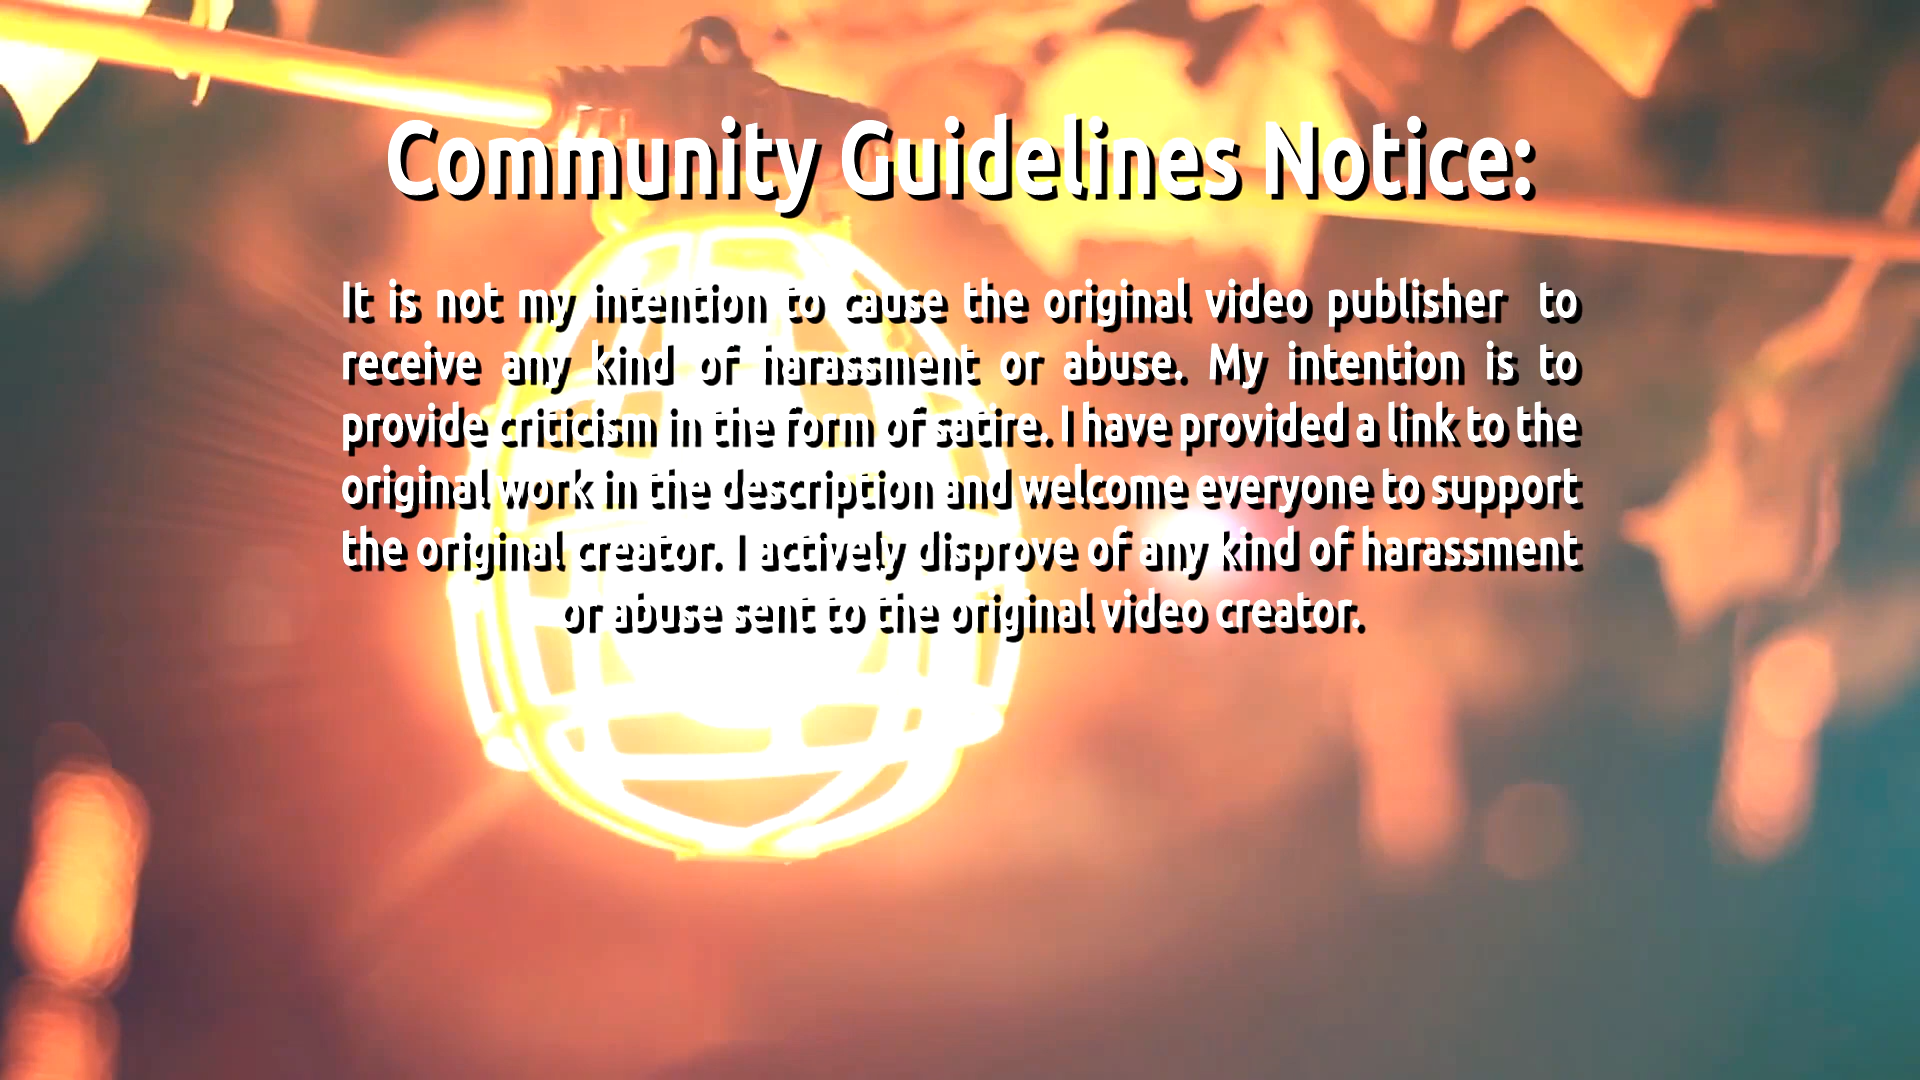 Community Guidelines Notice:
It is not my intention to cause the original video publisher to
receive any kind of harassment or abuse. My intention is to
provide criticism in the form of satire. I have provided a link to the
original work in the description and welcome everyone to support
the original creator. I actively disprove of any kind of harassment
or abuse sent to the original video creator.